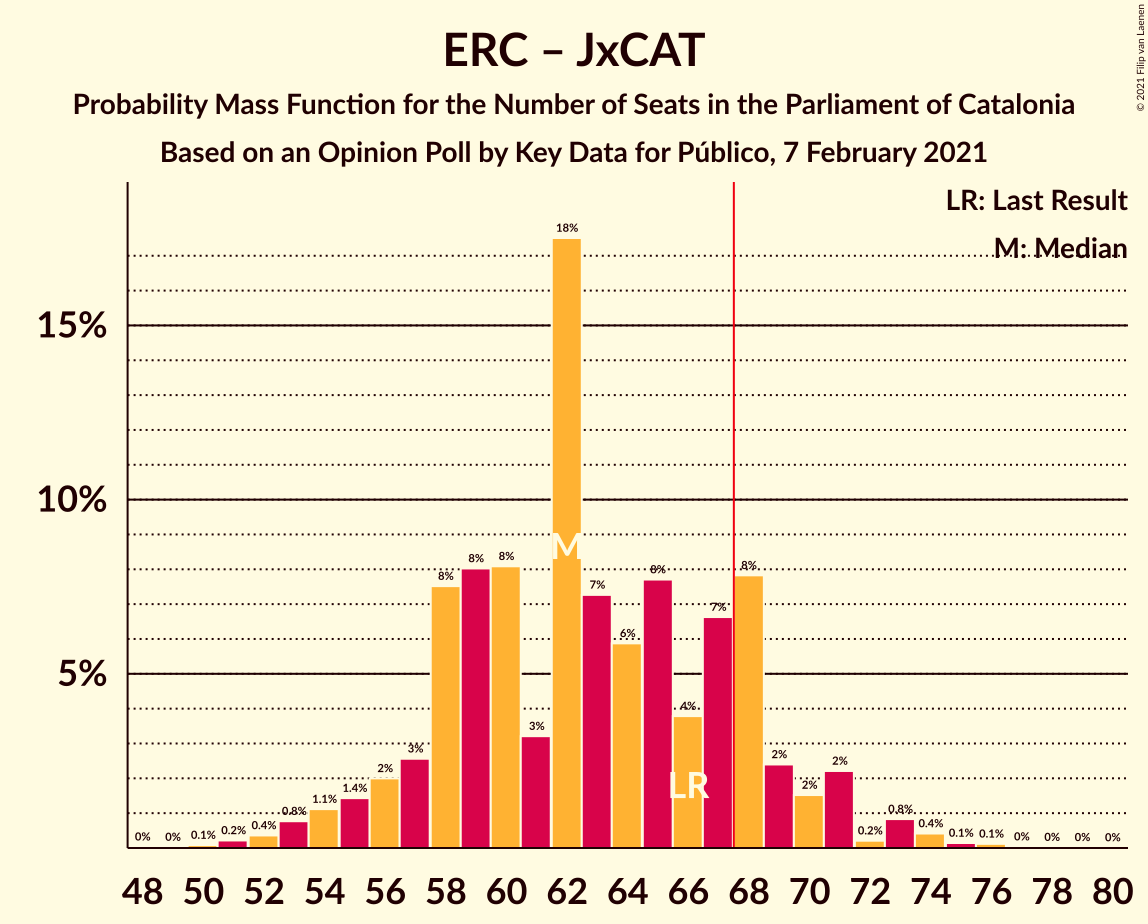 ERC – JxCAT
Probability Mass Function for the Number of Seats in the Parliament of Catalonia
Based on an Opinion Poll by Key Data for Público, 7 February 2021
© 2021 Filip van Laenen
LR: Last Result
M: Median
15%
10%
5%
0% 0% 0.1% 0.2% 0.4% 0.8% 1.1% 1.4% 2% 3% 8% 8% 8% 3% 18% 7% 6% 8% 4% 7% 8% 2% 2% 2% 0.2% 0.8% 0.4% 0.1% 0.1% 0% 0% 0% 0%
M
LR
48 50 52 54 56 58 60 62 64 66 68 70 72 74 76 78 80